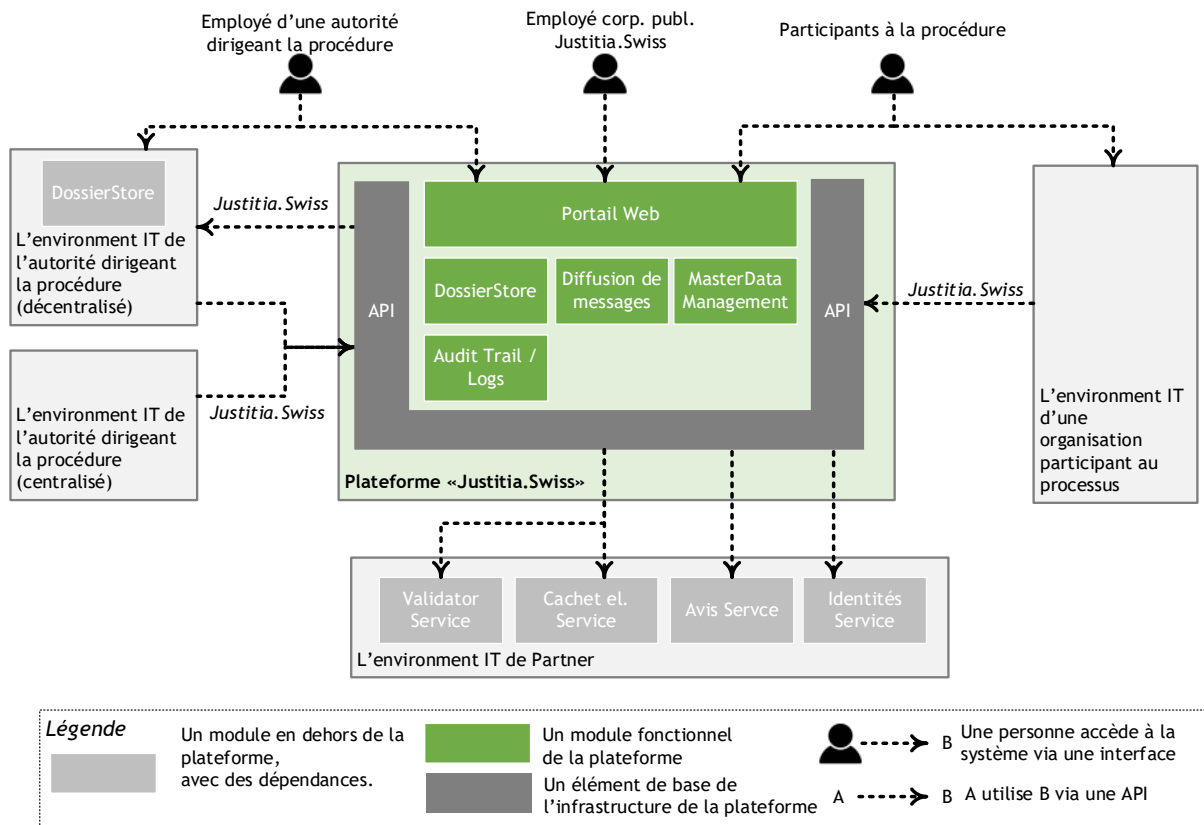 Employé d'une autorité
dirigeant la procédure
Employé corp. publ.
Justitia.Swiss
Participants à la procédure
DossierStore
L'environment IT de
l'autorité dirigeant
la procédure
(décentralisé)
Justitia.Swiss
L'environment IT de
l'autorité dirigeant
la procédure
(centralisé)
Justitia.Swiss
API
Portail Web
DossierStore
Diffusion de
messages
MasterData
Management
Audit Trail /
Logs
API
Plateforme «Justitia.Swiss»
Justitia.Swiss
L'environment IT
d'une
organisation
participant au
processus
Validator
Service
Cachet el.
Service
Avis Servce
Identités
Service
L'environment IT de Partner
Légende
Un module en dehors de la
plateforme,
avec des dépendances.
Un module fonctionnel
de la plateforme
Un élément de base de
l'infrastructure de la plateforme
B Une personne accède à la
système via une interface
A B A utilise B via une API